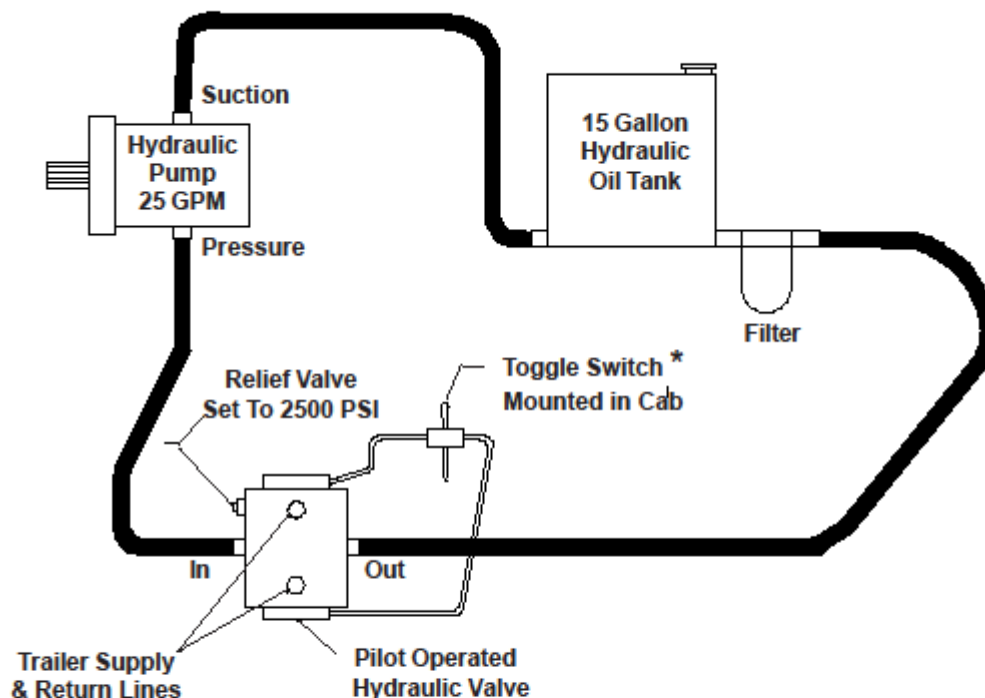 Suction
Hydraulic
Pump
25 GPM
Pressure
15 Gallon
Hydraulic
Oil Tank
Filter
Toggle Switch *
Mounted in Cab
Relief Valve
Set To 2500 PSI
In
Out
Trailer Supply
& Return Lines
Pilot Operated
Hydraulic Valve